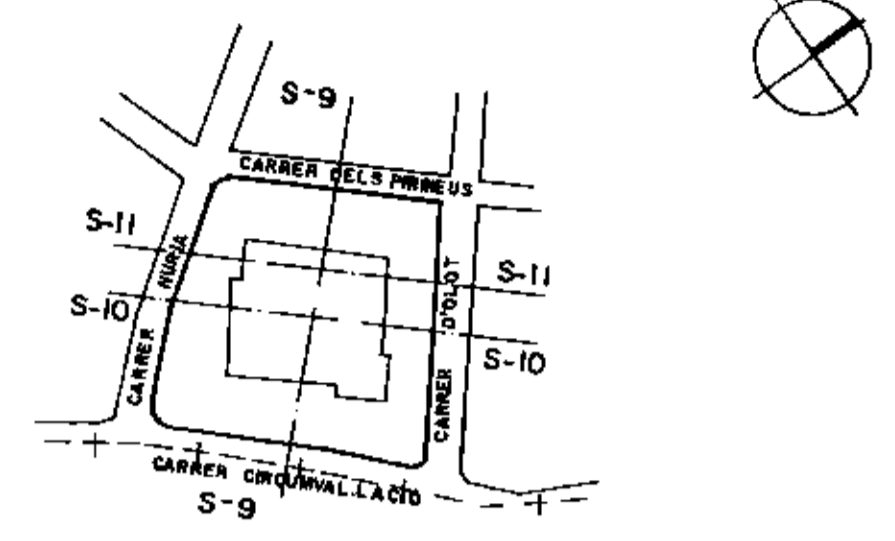 S-9
CARRER DELS PIRINEUS
S-11
CARRER NURIA
S-11
S-10
CARRER D'OLOT
S-10
CARRER CIRCUMVAL.LACIO
S-9